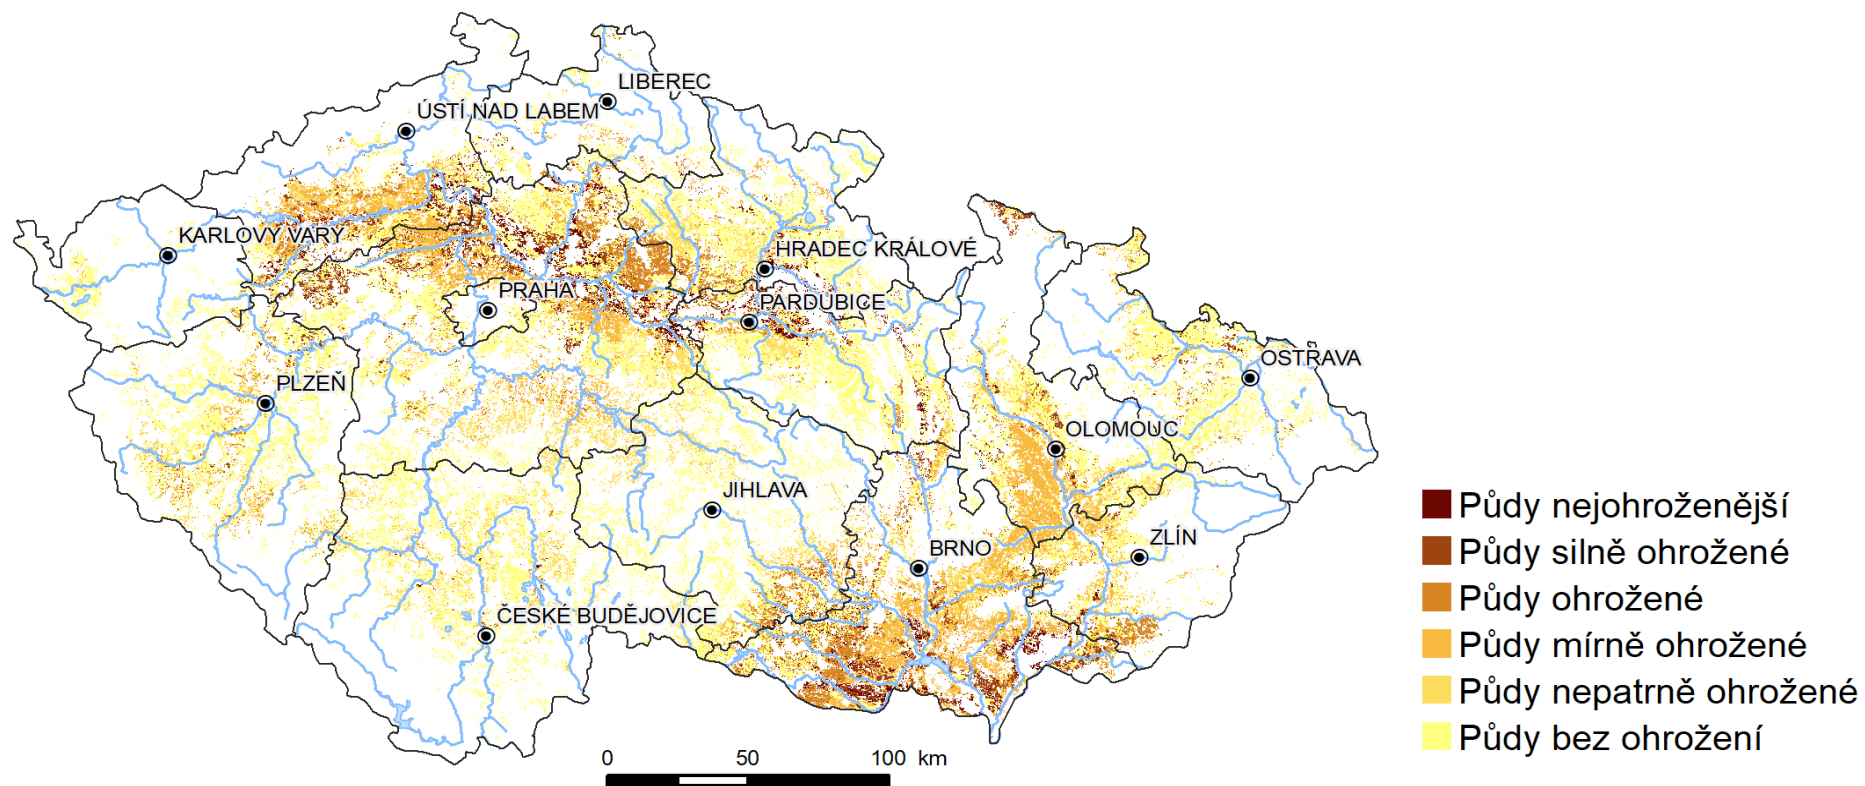 LIBEREC
ÚSTÍ NAD LABEM
KARLOVY VARY
HRADEC KRÁLOVÉ
PRAHA
PARDUBICE
OSTRAVA
PLZEŇ
OLOMOUC
JIHLAVA
BRNO
ZLÍN
ČESKÉ BUDĚJOVICE
Půdy nejohroženější
Půdy silně ohrožené
Půdy ohrožené
Půdy mírně ohrožené
Půdy nepatrně ohrožené
Půdy bez ohrožení
0 50 100 km